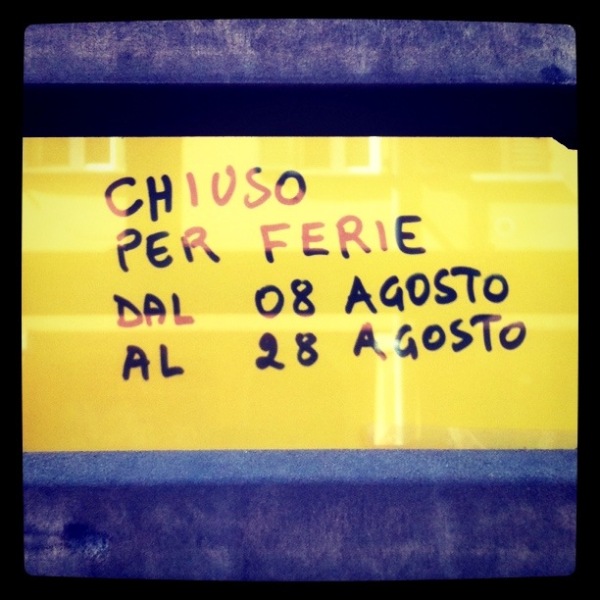 CHIUSO
PER FERIE
DAL 08 AGOSTO
AL 28 AGOSTO